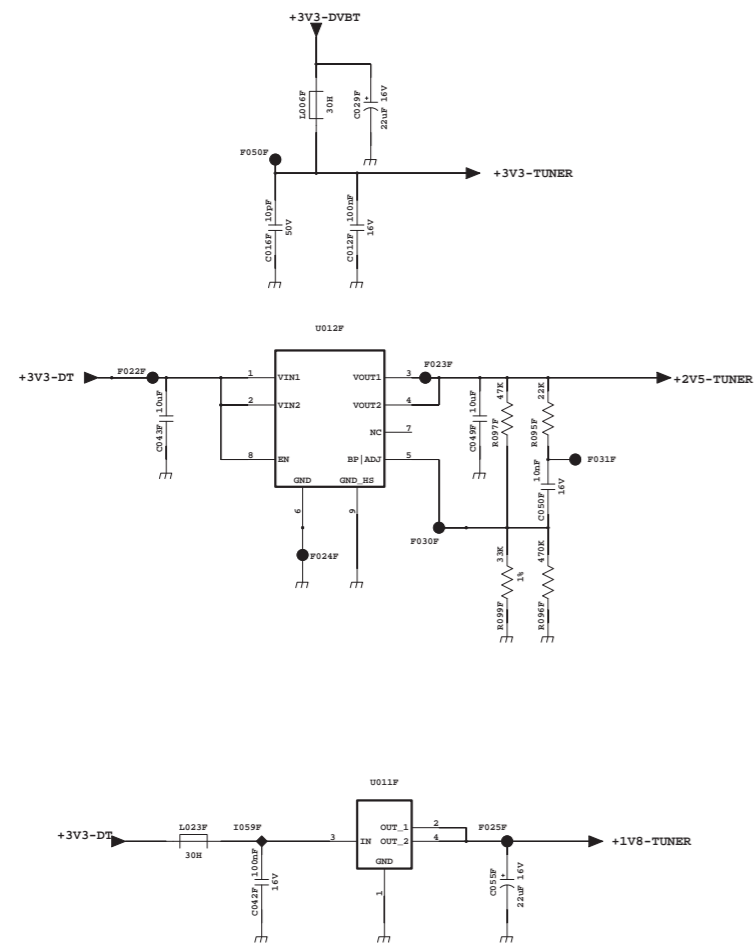 +3V3-DVBT
L006F
30H
C029F
22uF 16V
F050F
+3V3-TUNER
C016F 10pF
50V
C012F 100nF
16V
U012F
+3V3-DT
F022F
1
VIN1
VOUT1
3
F023F
+2V5-TUNER
C043F 10uF
2
VIN2
VOUT2
4
C049F 10uF
R097F 47K
R095F 22K
NC
7
8
EN
BP|ADJ
5
F031F
C050F 10nF
16V
GND
GND_HS
6
9
F030F
F024F
R099F 33K
1%
R096F 470K
U011F
+3V3-DT
L023F
30H
I059F
3
IN
OUT_1
2
OUT_2
4
F025F
+1V8-TUNER
GND
1
C042F 100nF
16V
C055F
22uF 16V